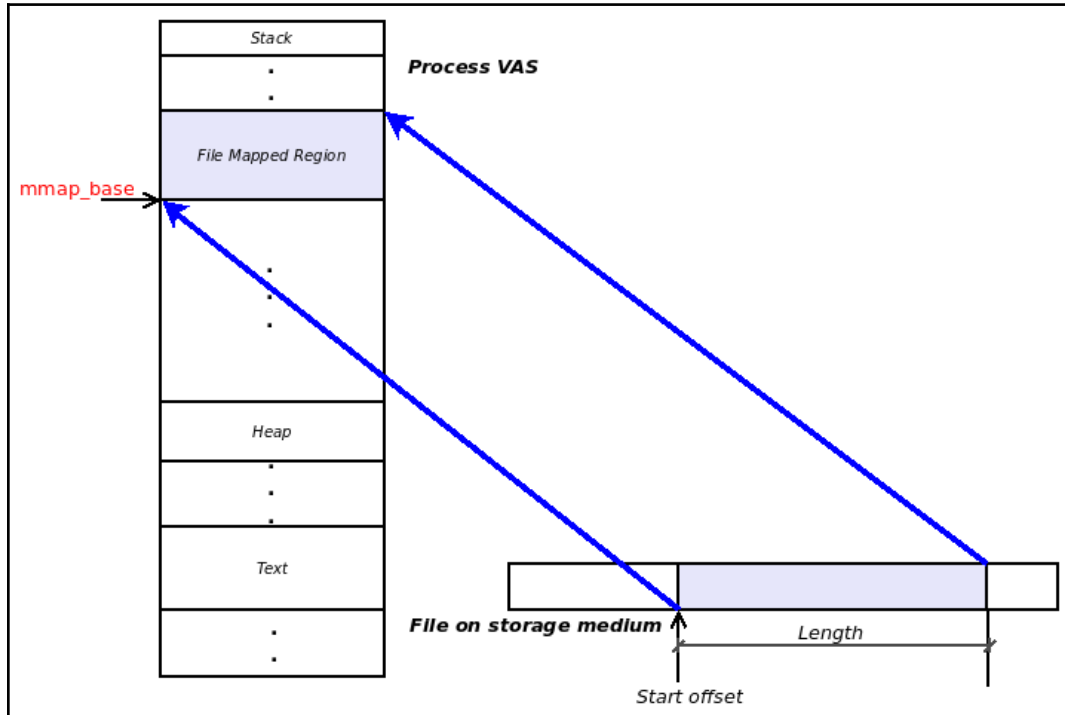 Stack
Process VAS
File Mapped Region
mmap_base
Heap
Text
File on storage medium
Length
Start offset